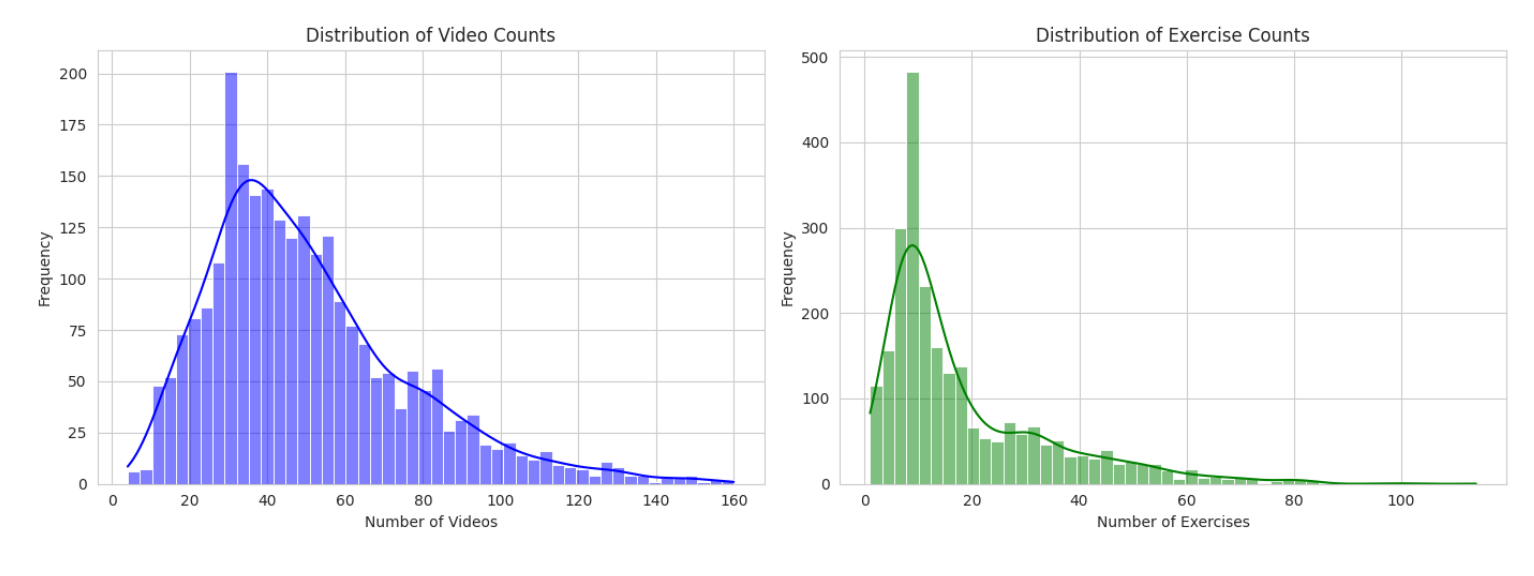 Distribution of Video Counts
200
175
150
125
100
75
50
25
0
Frequency
0 20 40 60 80 100 120 140 160
Number of Videos
Distribution of Exercise Counts
500
400
300
200
100
0
Frequency
0 20 40 60 80 100
Number of Exercises